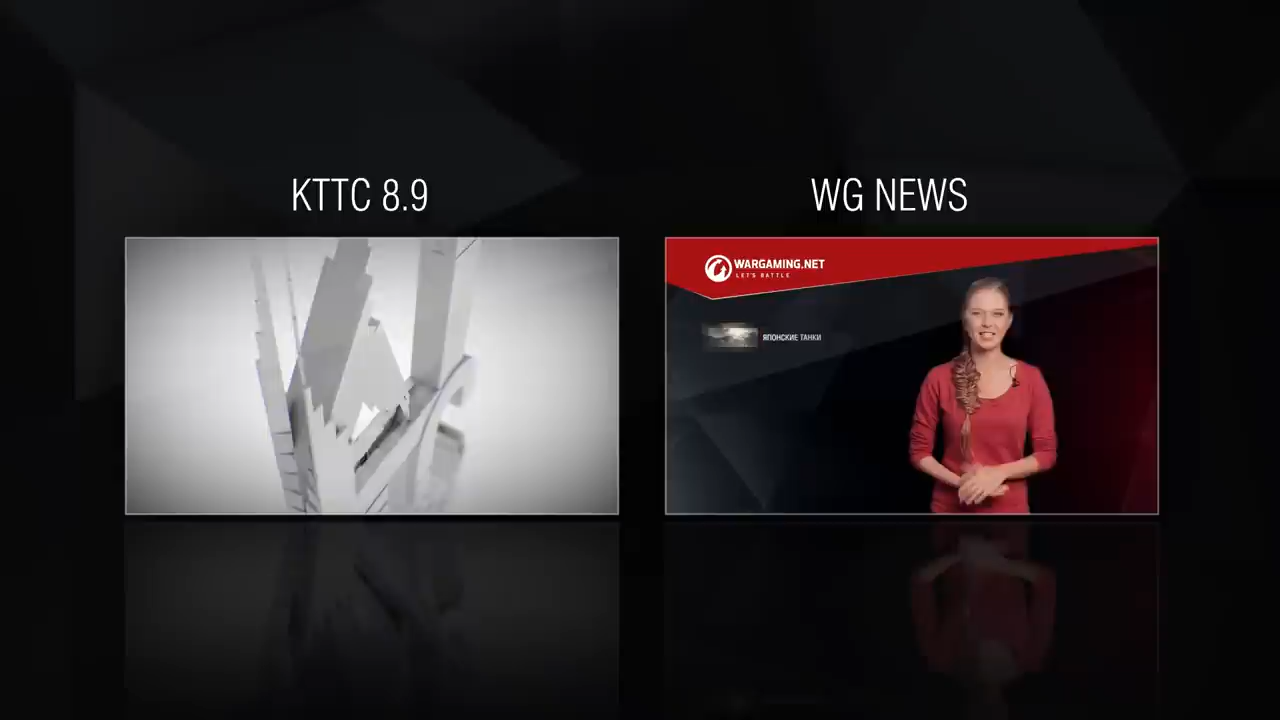 КТТС 8.9
WG NEWS
WARGAMING.NET
LET'S BATTLE
ЯПОНСКИЕ ТАНКИ